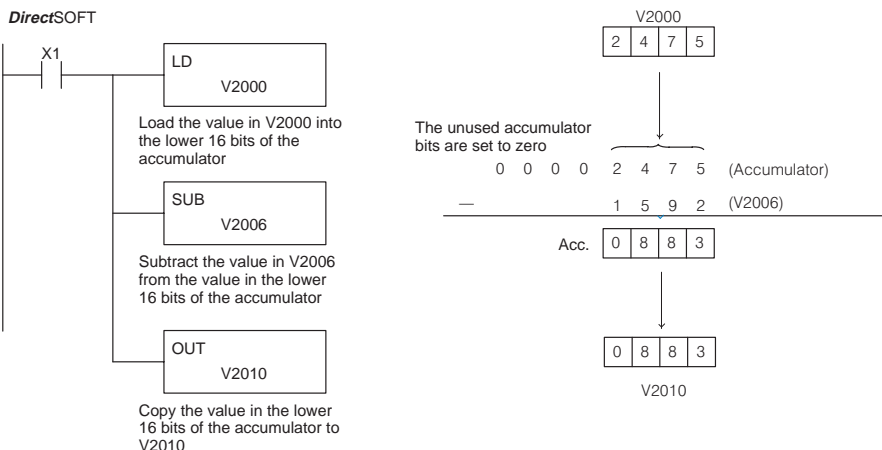 DirectSOFT
X1
LD
V2000
Load the value in V2000 into
the lower 16 bits of the
accumulator
SUB
V2006
Subtract the value in V2006
from the value in the lower
16 bits of the accumulator
OUT
V2010
Copy the value in the lower
16 bits of the accumulator to
V2010
V2000
2 4 7 5
The unused accumulator
bits are set to zero
0 0 0 0 2 4 7 5 (Accumulator)
— 1 5 9 2 (V2006)
Acc. 0 8 8 3
0 8 8 3
V2010